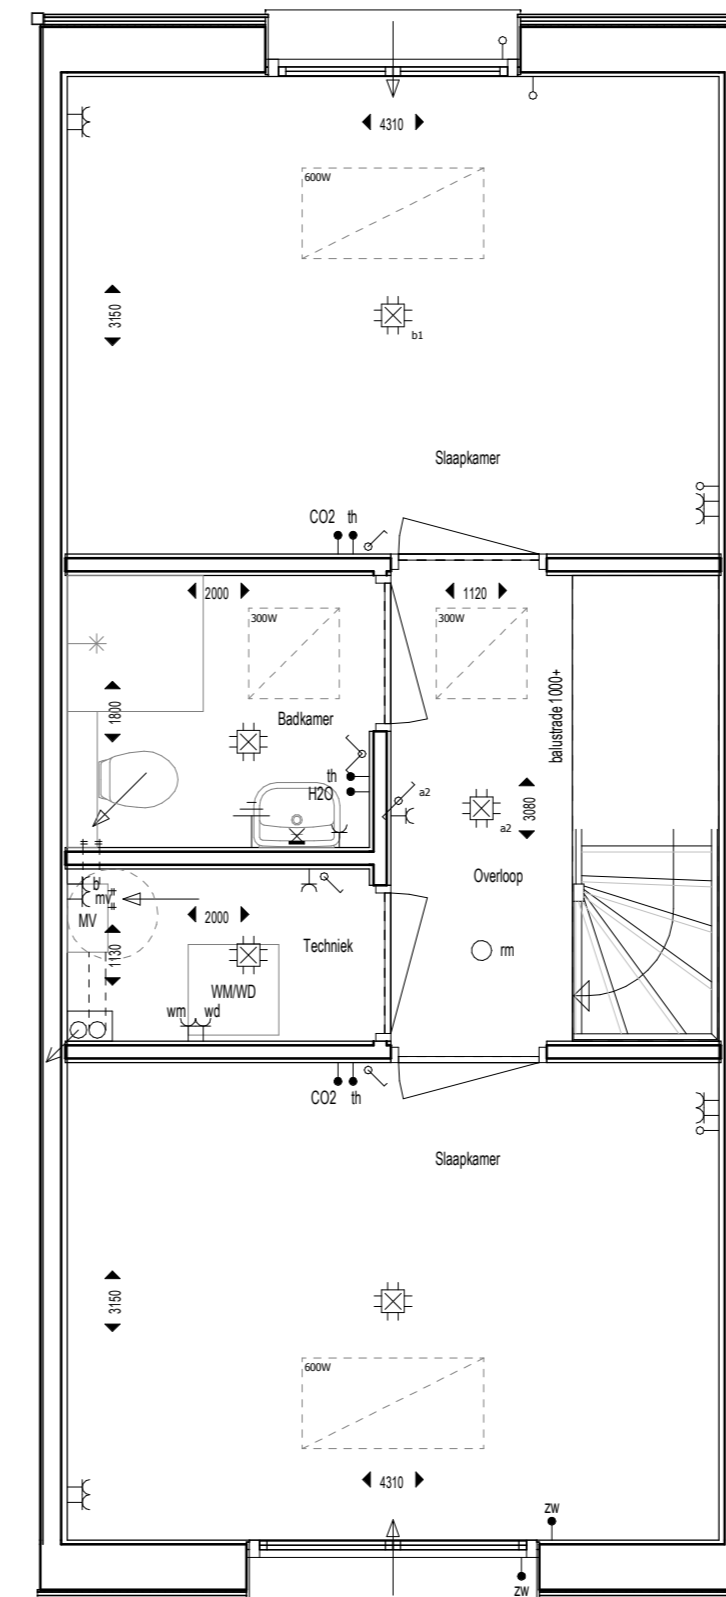 4310
600W
3150
b1
Slaapkamer
CO2 th
2000
1120
300W
300W
balustrade 1000+
1800
Badkamer
th
H2O
a2
3080
a2
Overloop
b
mv
MV
2000
1130
Techniek
rm
WM/WD
wm wd
CO2 th
Slaapkamer
3150
600W
4310
zw
zw